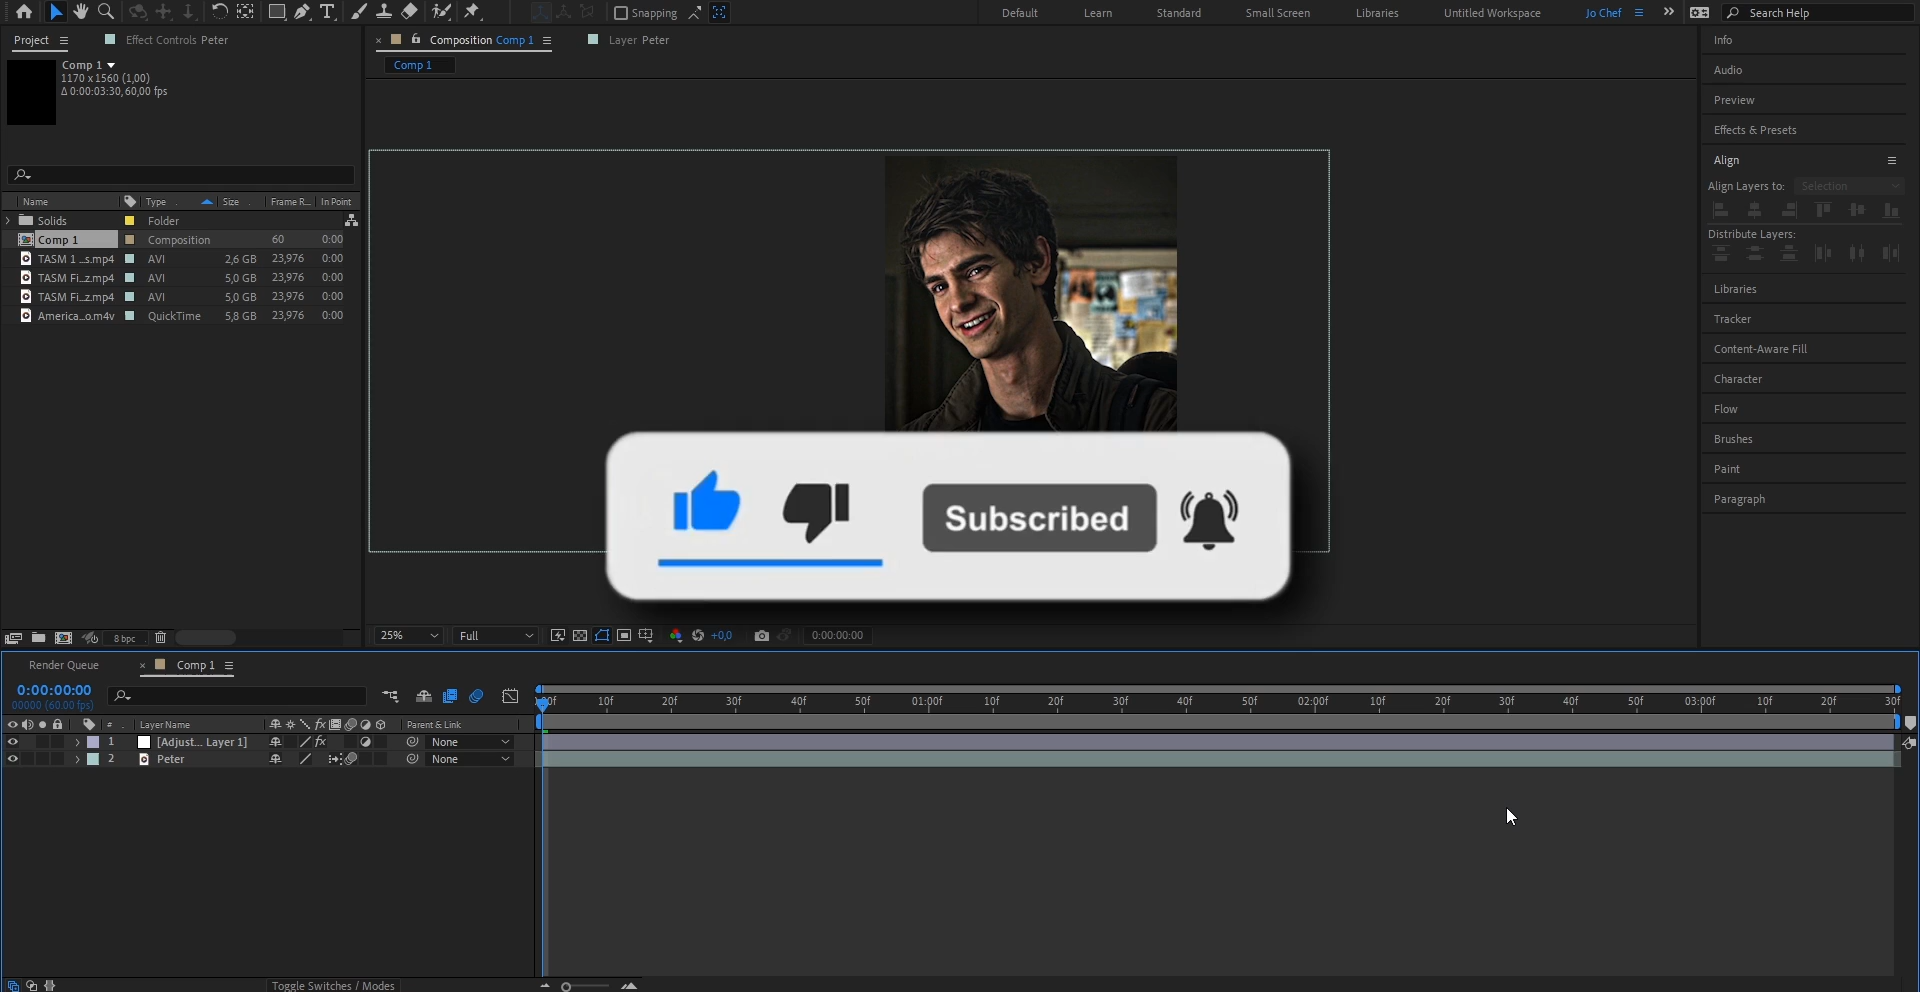 Snapping
Default
Learn
Standard
Small Screen
Libraries
Untitled Workspace
Jo Chef
Search Help
Project
Effect Controls Peter
Composition Comp 1
Layer Peter
Comp 1
Comp 1
1170 x 1560 (1,00)
Δ 0:00:03:30, 60,00 fps
Name Type Size Frame R... In Point
Solids Folder
Comp 1 Composition 60 0:00
TASM 1 ...s.mp4 AVI 2,6 GB 23,976 0:00
TASM Fi...z.mp4 AVI 5,0 GB 23,976 0:00
TASM Fi...z.mp4 AVI 5,0 GB 23,976 0:00
America...o.m4v QuickTime 5,8 GB 23,976 0:00
8 bpc
Subscribed
25%
Full
+0,0
0:00:00:00
Info
Audio
Preview
Effects & Presets
Align
Align Layers to: Selection
Distribute Layers:
Libraries
Tracker
Content-Aware Fill
Character
Flow
Brushes
Paint
Paragraph
Render Queue
Comp 1
0:00:00:00
00000 (60.00 fps)
# Layer Name
fx
Parent & Link
1 [Adjust... Layer 1] fx None
2 Peter None
00f 10f 20f 30f 40f 50f 01:00f 10f 20f 30f 40f 50f 02:00f 10f 20f 30f 40f 50f 03:00f 10f 20f 30f
Toggle Switches / Modes